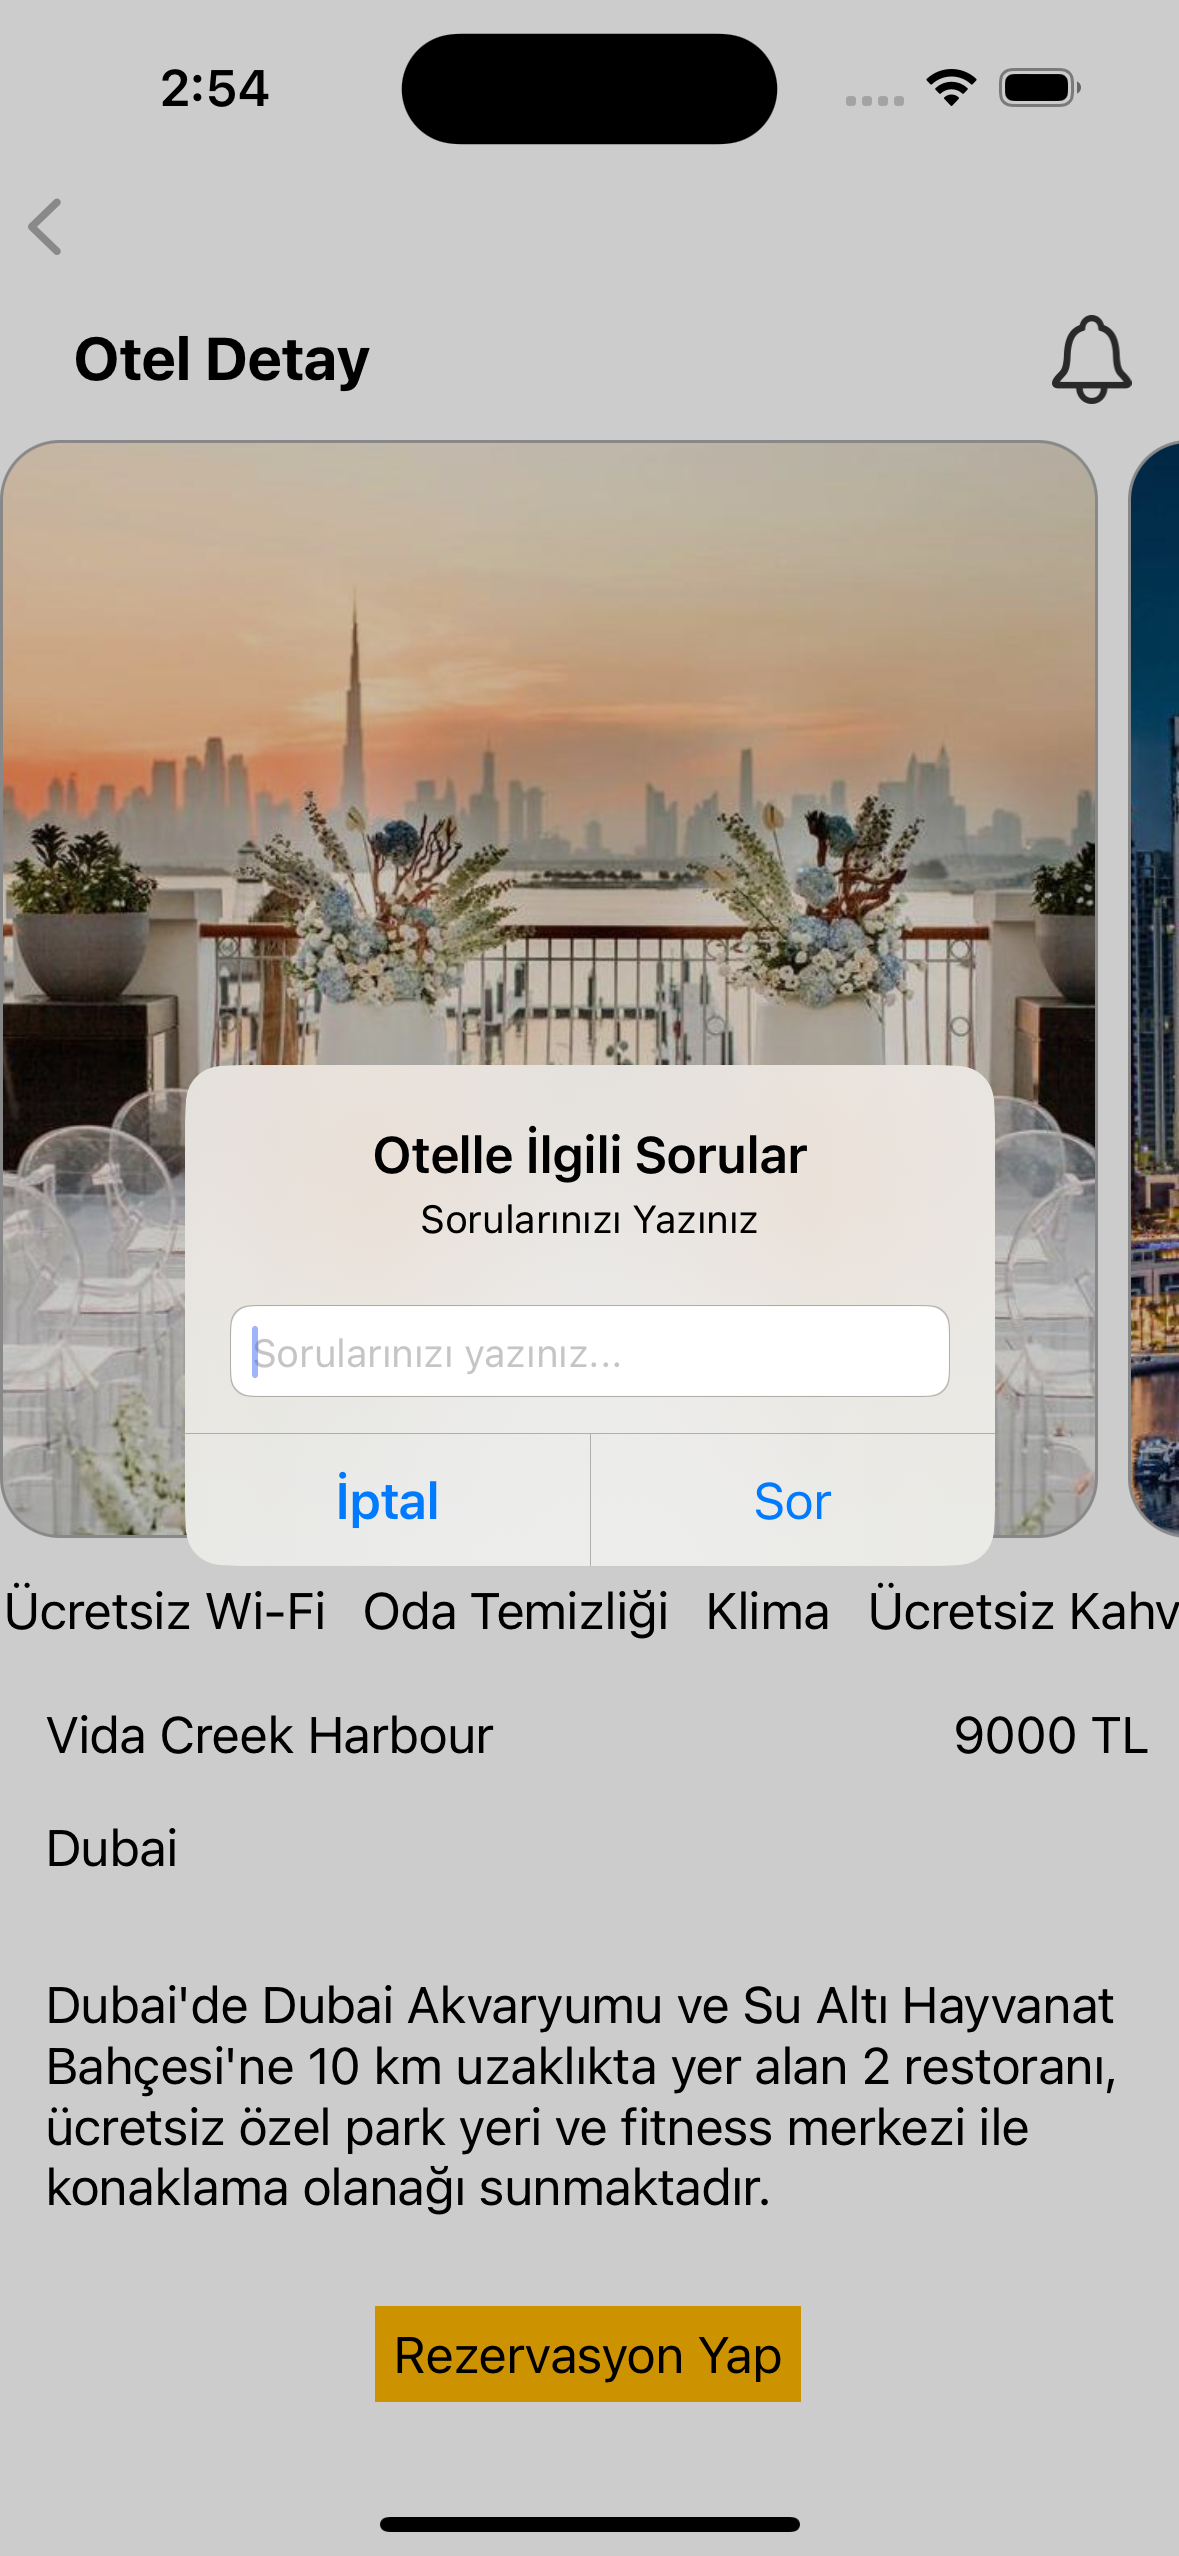 2:54
Otel Detay
Otelle İlgili Sorular
Sorularınızı Yazınız
Sorularınızı yazınız...
İptal
Sor
Ücretsiz Wi-Fi Oda Temizliği Klima Ücretsiz Kahv
Vida Creek Harbour
9000 TL
Dubai
Dubai'de Dubai Akvaryumu ve Su Altı Hayvanat
Bahçesi'ne 10 km uzaklıkta yer alan 2 restoranı,
ücretsiz özel park yeri ve fitness merkezi ile
konaklama olanağı sunmaktadır.
Rezervasyon Yap